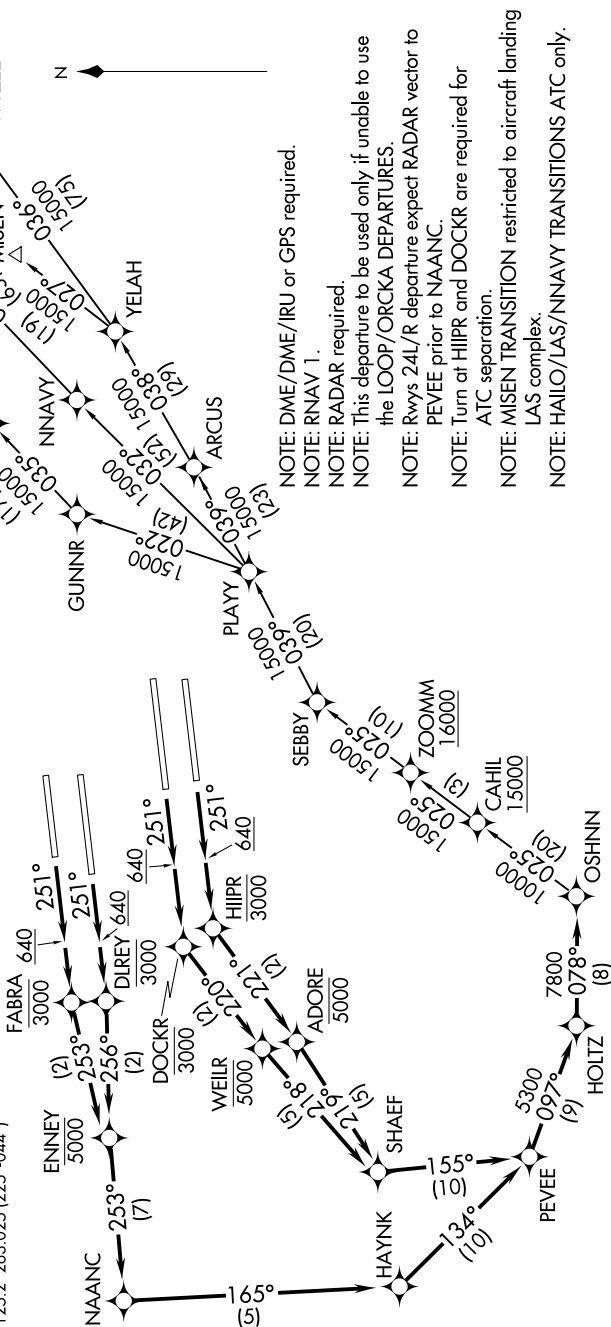 NOTE: DME/DME/IRU or GPS required.
NOTE: RNAV 1.
NOTE: RADAR required.
NOTE: This departure to be used only if unable to use
the LOOP/ORCKA DEPARTURES.
NOTE: Rwys 24L/R departure expect RADAR vector to
PEVEE prior to NAANC.
NOTE: Turn at HIIPR and DOCKR are required for
ATC separation.
NOTE: MISEN TRANSITION restricted to aircraft landing
LAS complex.
NOTE: HAILO/LAS/NNAVY TRANSITIONS ATC only.
N
MISEN
036°
15000
(75)
027°
15000
(19)
YELAH
038°
15000
(29)
ARCUS
039°
15000
(23)
NNAVY
032°
15000
(52)
GUNNR
035°
15000
022°
15000
(42)
PLAYY
039°
15000
(20)
SEBBY
025°
15000
(10)
ZOOMM
16000
025°
15000
(3)
CAHIL
15000
025°
10000
(20)
OSHNN
7800
078°
(8)
HOLTZ
5300
097°
(9)
PEVEE
155°
(10)
134°
(10)
HAYNK
165°
(5)
NAANC
253°
(7)
ENNEY
5000
(2)
253°
256°
(2)
FABRA
3000
640
251°
DLREY
3000
640
251°
DOCKR
3000
640
251°
HIIPR
3000
640
251°
220°
(2)
221°
(2)
WEILR
5000
ADORE
5000
218°
(5)
219°
(5)
SHAEF